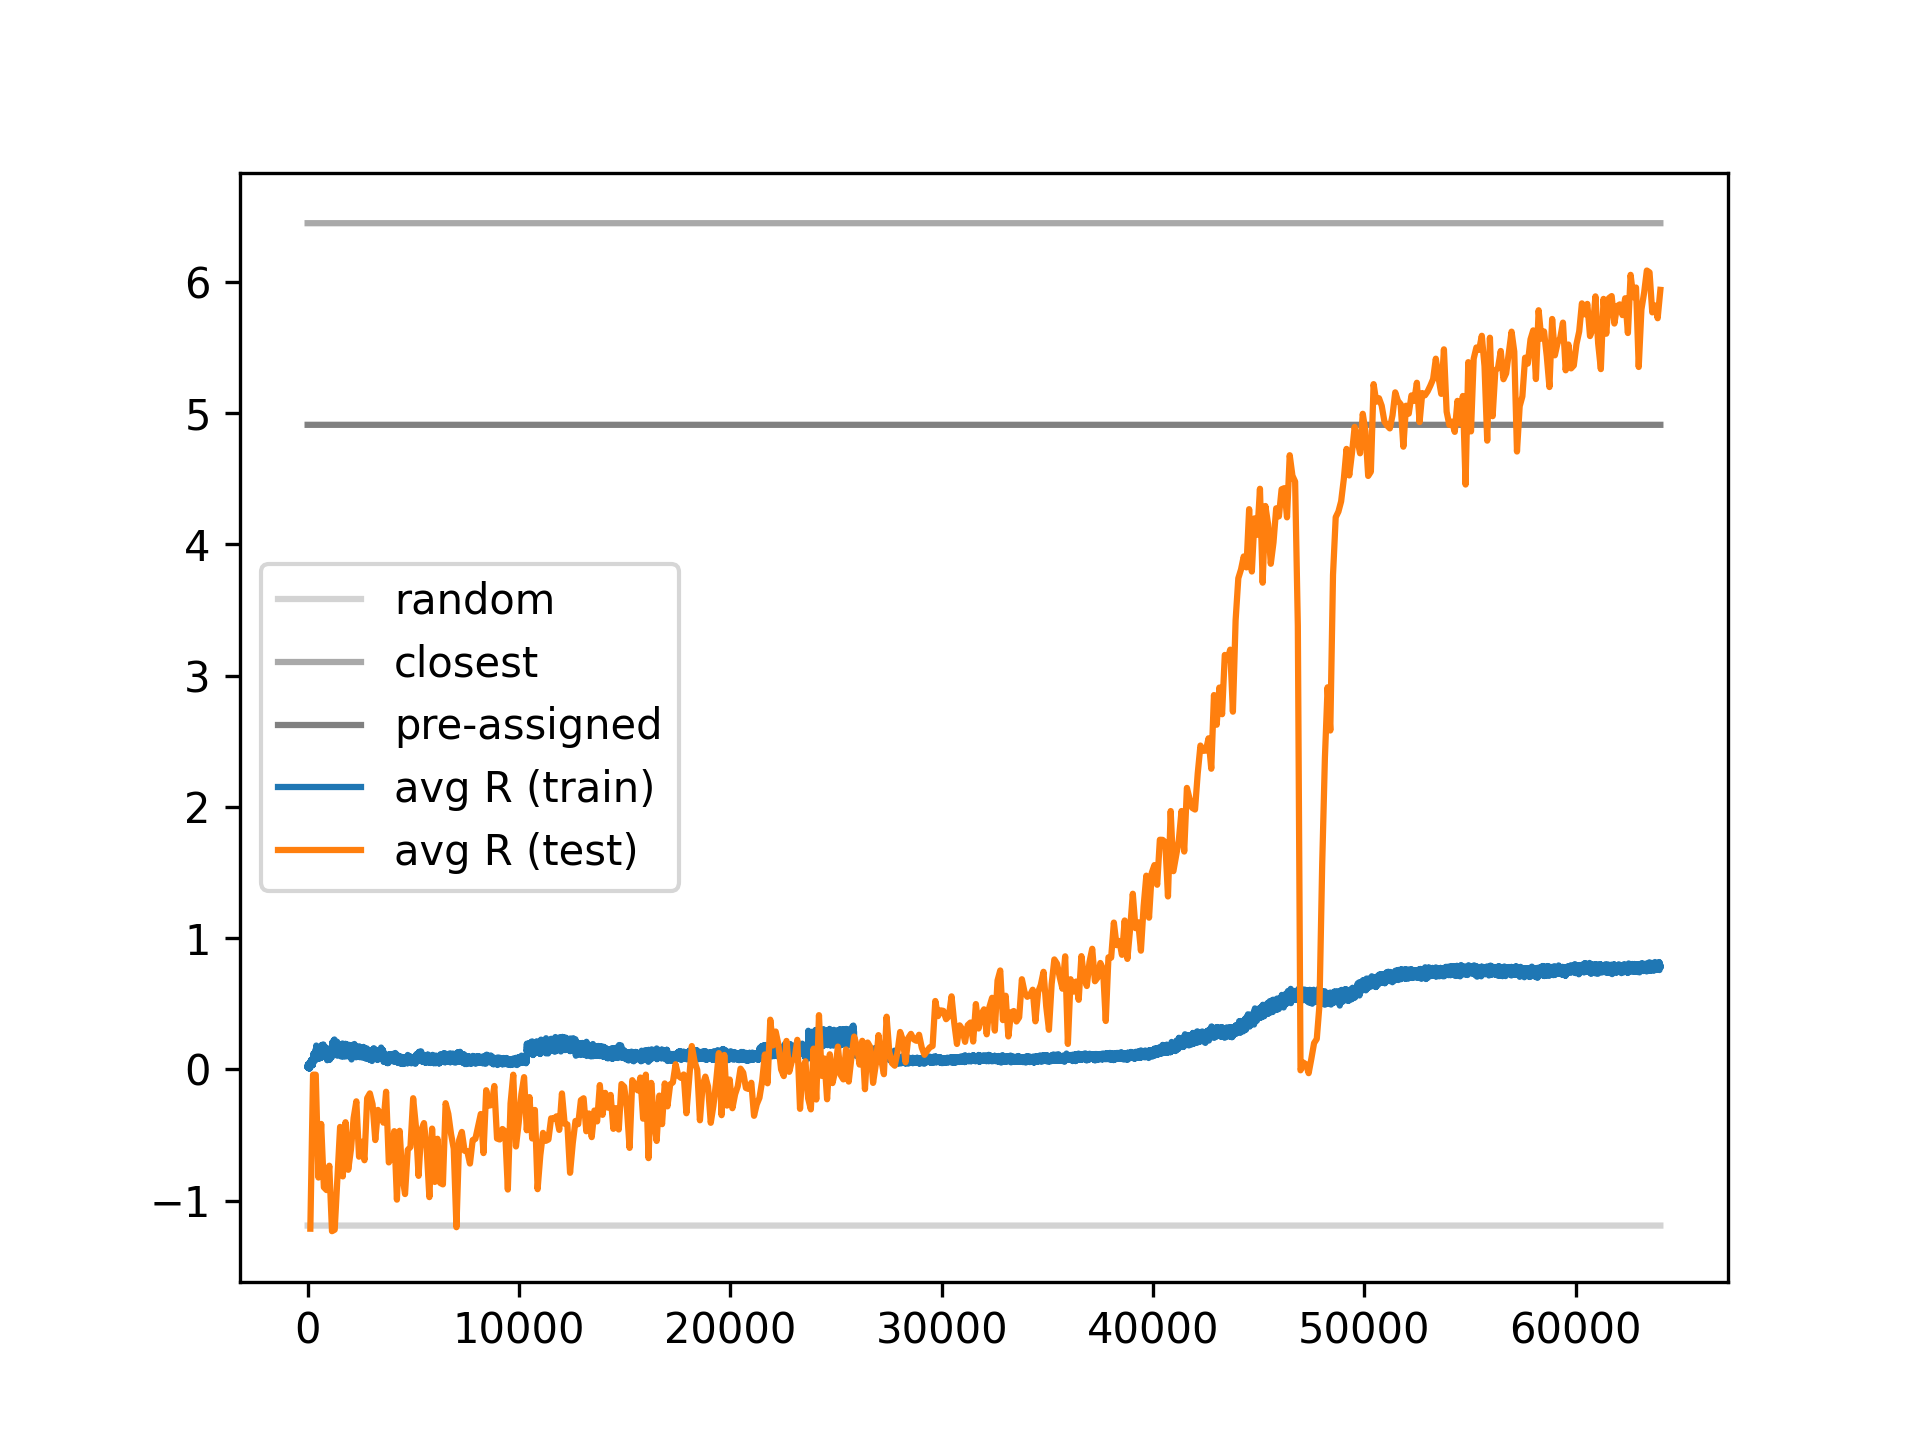 6
5
4
3
2
1
0
−1
random
closest
pre-assigned
avg R (train)
avg R (test)
0 10000 20000 30000 40000 50000 60000